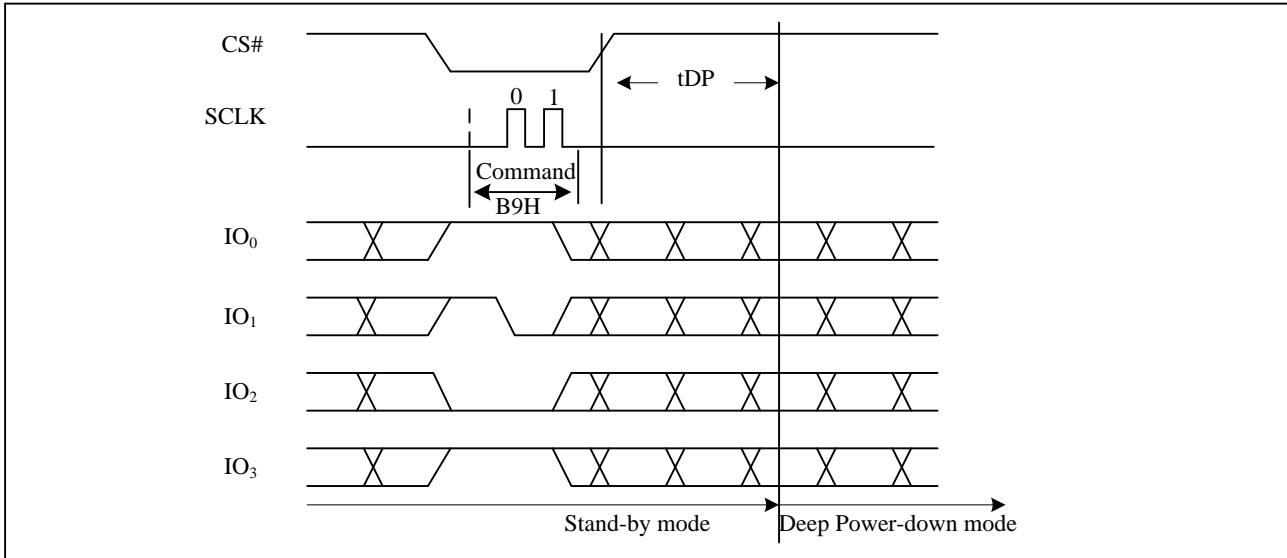 CS#
tDP
0 1
SCLK
Command
B9H
IO0
IO1
IO2
IO3
Stand-by mode
Deep Power-down mode